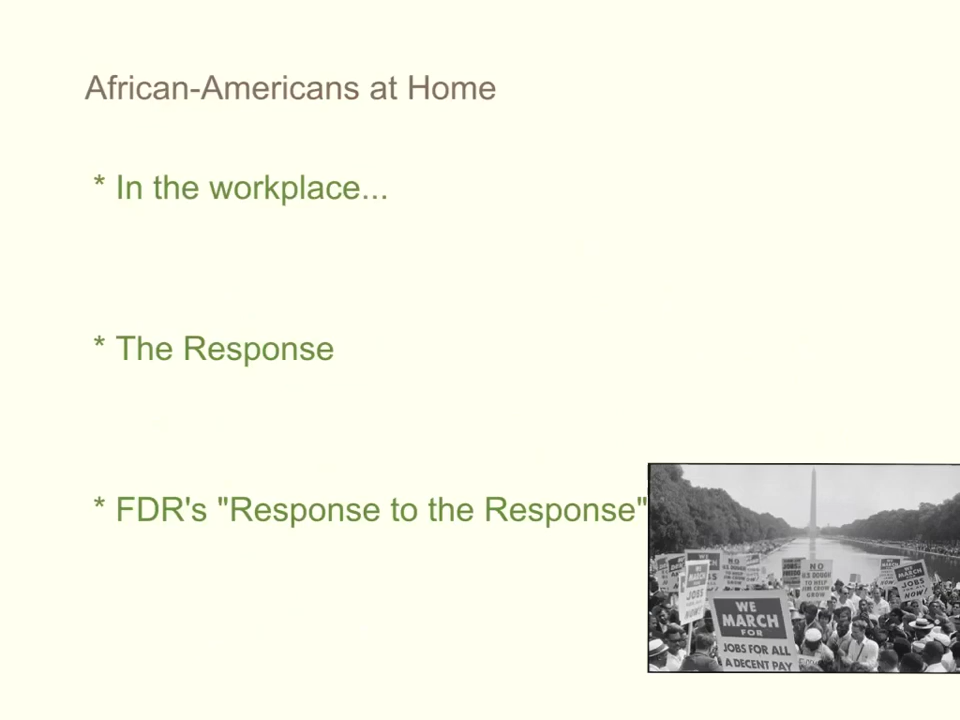 African-Americans at Home
* In the workplace...
* The Response
* FDR's "Response to the Response"
NO
U.S. DOUGH
TO HELP
JIM CROW
GROW
WE
MARCH
JOBS
NOW!
WE
MARCH
FOR
JOBS FOR ALL
A DECENT PAY